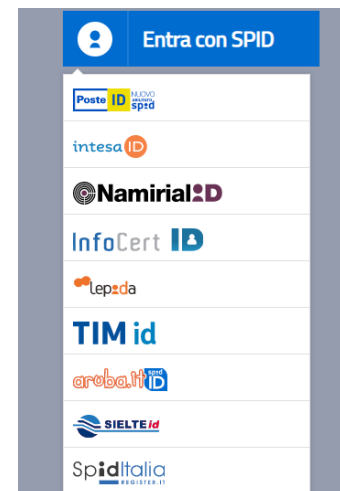 Entra con SPID
Poste ID NUOVO
spid
intesa ID
Namirial ID
InfoCert ID
lepida
TIM id
aruba.it spid ID
SIELTE id
SpidItalia
REGISTER.IT